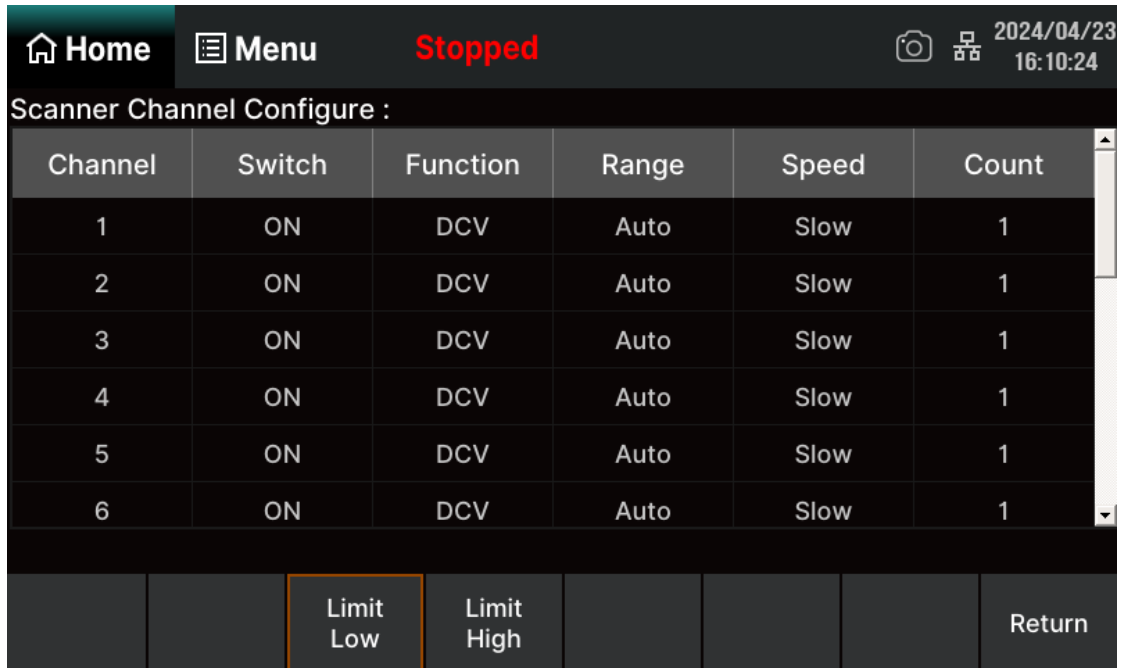 Home Menu Stopped 2024/04/23
16:10:24
Scanner Channel Configure :
Channel Switch Function Range Speed Count
1 ON DCV Auto Slow 1
2 ON DCV Auto Slow 1
3 ON DCV Auto Slow 1
4 ON DCV Auto Slow 1
5 ON DCV Auto Slow 1
6 ON DCV Auto Slow 1
Limit Low
Limit High
Return